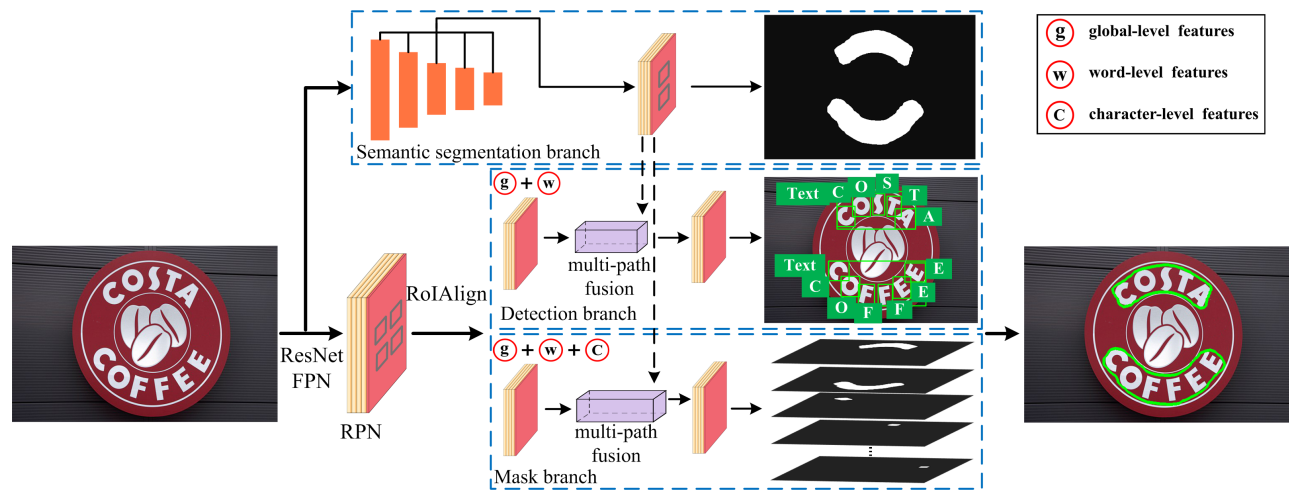 g global-level features
w word-level features
C character-level features
Semantic segmentation branch
g + w
multi-path
fusion
Detection branch
Text C O S T A
Text C O F F E E
COSTA
COFFEE
ResNet
FPN
RPN
RoIAlign
g + w + C
multi-path
fusion
Mask branch
COSTA
COFFEE
COSTA
COFFEE